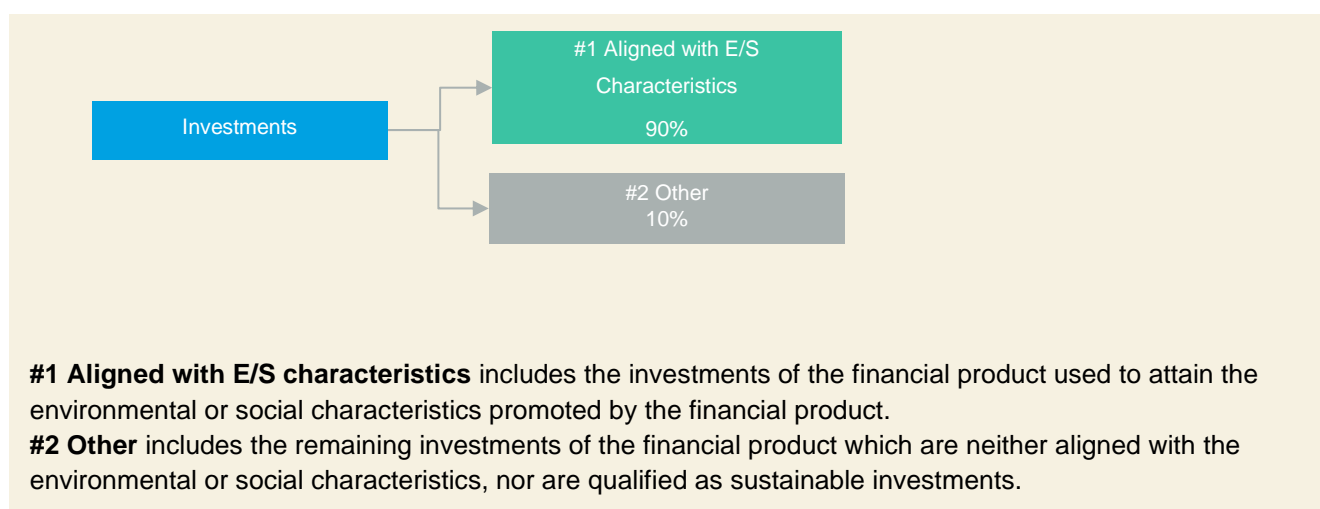 #1 Aligned with E/S
Characteristics
90%
Investments
#2 Other
10%
#1 Aligned with E/S characteristics includes the investments of the financial product used to attain the
environmental or social characteristics promoted by the financial product.
#2 Other includes the remaining investments of the financial product which are neither aligned with the
environmental or social characteristics, nor are qualified as sustainable investments.